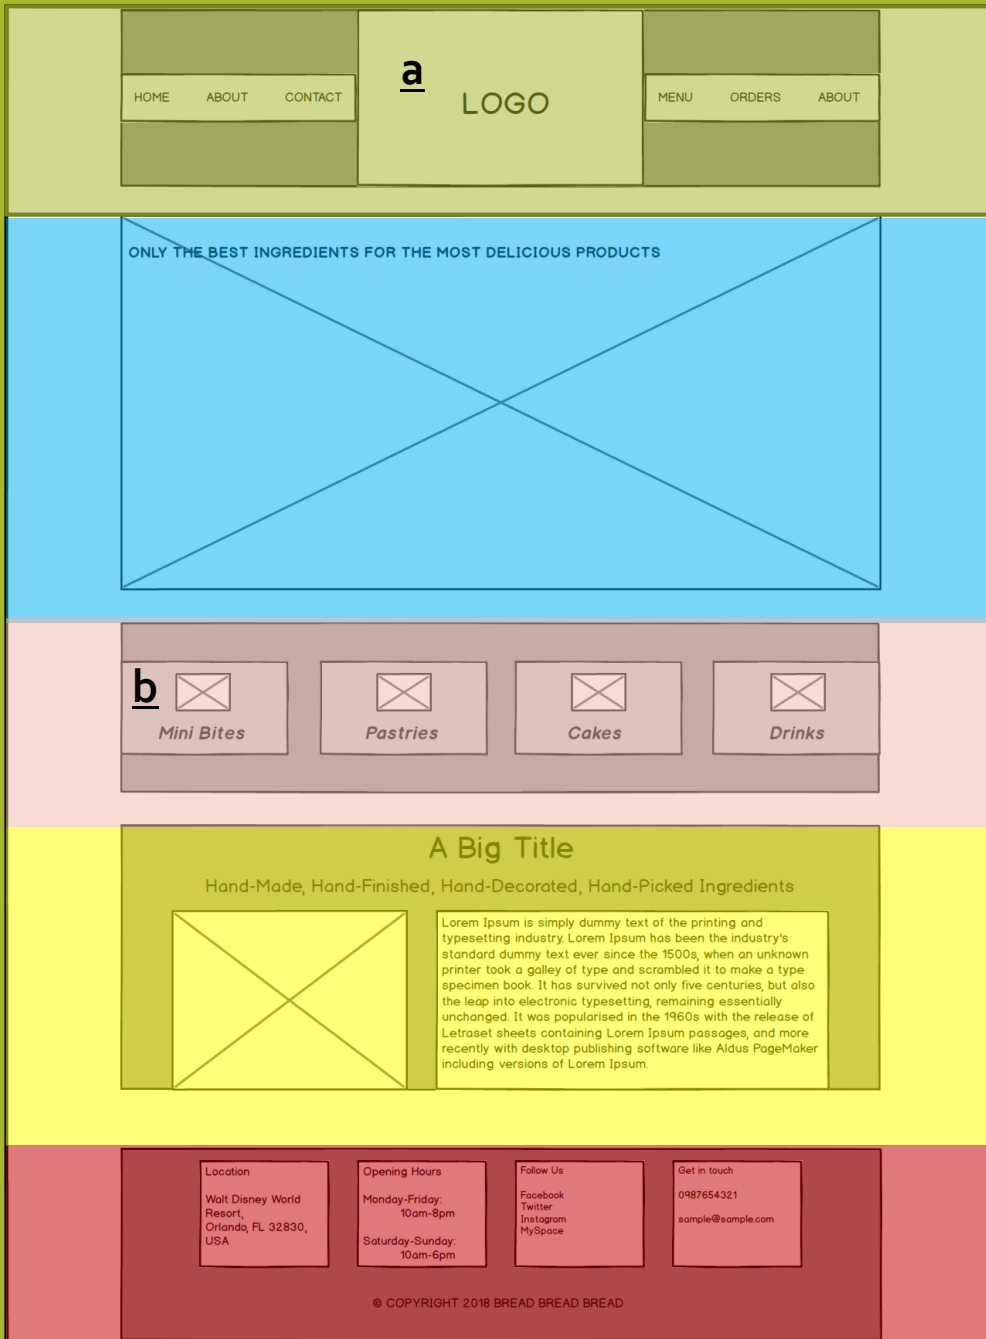 a
HOME ABOUT CONTACT LOGO MENU ORDERS ABOUT
ONLY THE BEST INGREDIENTS FOR THE MOST DELICIOUS PRODUCTS
b
Mini Bites Pastries Cakes Drinks
A Big Title
Hand-Made, Hand-Finished, Hand-Decorated, Hand-Picked Ingredients
Lorem Ipsum is simply dummy text of the printing and
typesetting industry. Lorem Ipsum has been the industry's
standard dummy text ever since the 1500s, when an unknown
printer took a galley of type and scrambled it to make a type
specimen book. It has survived not only five centuries, but also
the leap into electronic typesetting, remaining essentially
unchanged. It was popularised in the 1960s with the release of
Letraset sheets containing Lorem Ipsum passages, and more
recently with desktop publishing software like Aldus PageMaker
including versions of Lorem Ipsum.
Location
Walt Disney World
Resort,
Orlando, FL 32830,
USA
Opening Hours
Monday-Friday:
10am-8pm
Saturday-Sunday:
10am-6pm
Follow Us
Facebook
Twitter
Instagram
MySpace
Get in touch
0987654321
sample@sample.com
© COPYRIGHT 2018 BREAD BREAD BREAD